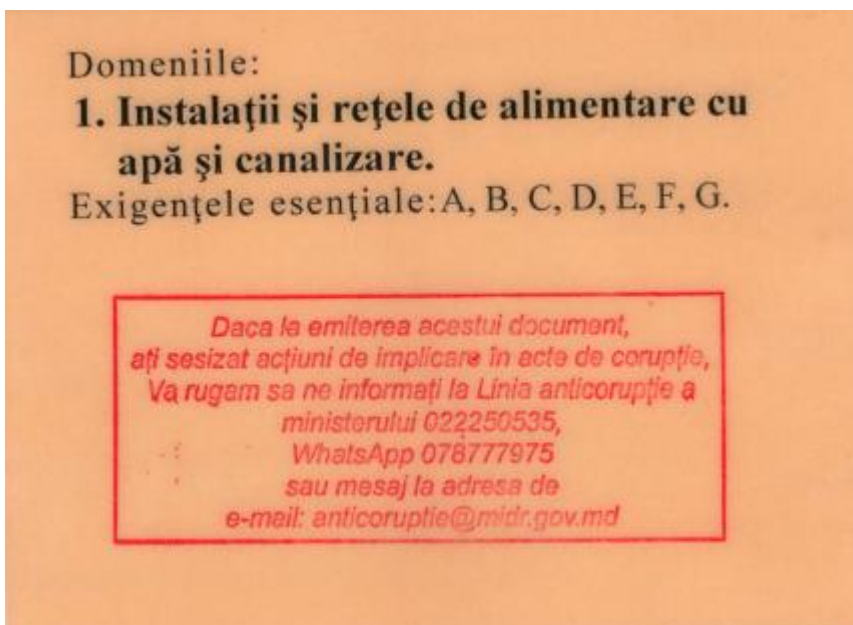 Domeniile:
1. Instalaţii şi reţele de alimentare cu
apă şi canalizare.
Exigenţele esenţiale: A, B, C, D, E, F, G.
Daca la emiterea acestui document,
aţi sesizat acţiuni de implicare în acte de corupţie,
Va rugam sa ne informaţi la Linia anticorupţie a
ministerului 022250535,
WhatsApp 078777975
sau mesaj la adresa de
e-mail: anticoruptie@midr.gov.md